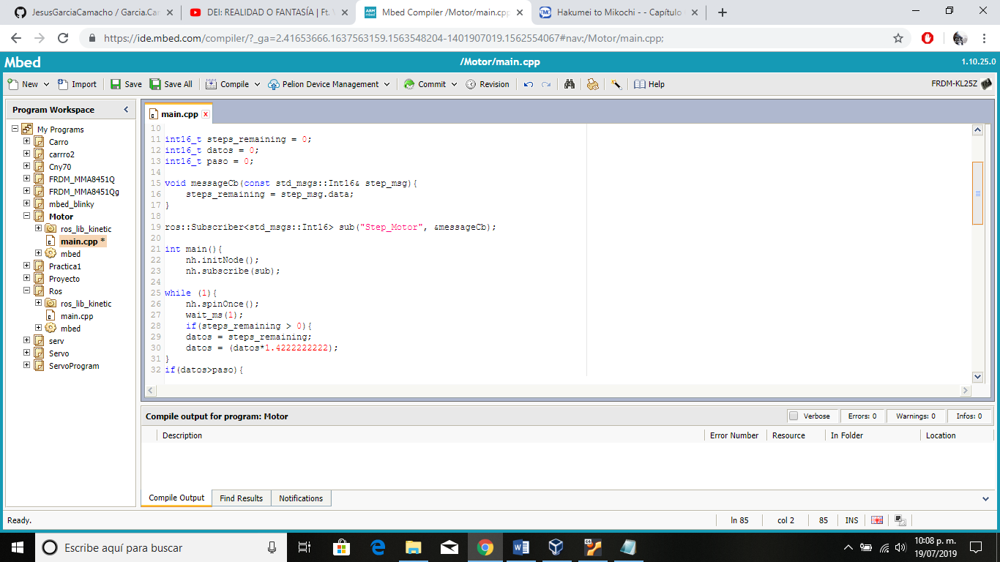 JesusGarciaCamacho / Garcia.Car
DEI: REALIDAD O FANTASÍA | Ft.
Mbed Compiler /Motor/main.cpp
Hakumei to Mikochi - - Capítulo
https://ide.mbed.com/compiler/?_ga=2.41653666.1637563159.1563548204-1401907019.1562554067#nav:/Motor/main.cpp;
Mbed
/Motor/main.cpp
1.10.25.0
New
Import
Save
Save All
Compile
Pelion Device Management
Commit
Revision
Help
FRDM-KL25Z
Program Workspace
My Programs
Carro
carrro2
Cny70
FRDM_MMA8451Q
FRDM_MMA8451Qg
mbed_blinky
Motor
ros_lib_kinetic
main.cpp *
mbed
Practica1
Proyecto
Ros
ros_lib_kinetic
main.cpp
mbed
serv
Servo
ServoProgram
main.cpp x
10
11 int16_t steps_remaining = 0;
12 int16_t datos = 0;
13 int16_t paso = 0;
14
15 void messageCb(const std_msgs::Int16& step_msg){
16 steps_remaining = step_msg.data;
17 }
18
19 ros::Subscriber<std_msgs::Int16> sub("Step_Motor", &messageCb);
20
21 int main(){
22 nh.initNode();
23 nh.subscribe(sub);
24
25 while (1){
26 nh.spinOnce();
27 wait_ms(1);
28 if(steps_remaining > 0){
29 datos = steps_remaining;
30 datos = (datos*1.4222222222);
31 }
32 if(datos>paso){
Compile output for program: Motor
Verbose
Errors: 0
Warnings: 0
Infos: 0
Description
Error Number
Resource
In Folder
Location
Compile Output
Find Results
Notifications
Ready.
ln 85
col 2
85
INS
Escribe aquí para buscar
10:08 p. m.
19/07/2019